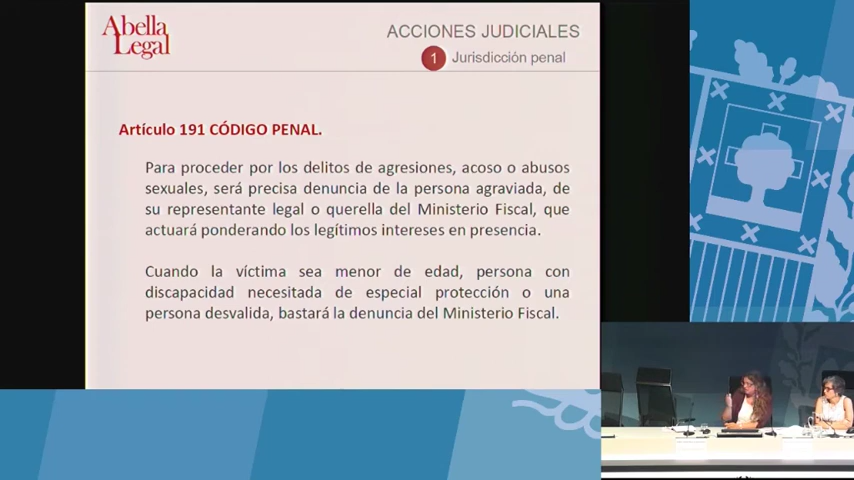 Abella
Legal
ACCIONES JUDICIALES
1 Jurisdicción penal
Artículo 191 CÓDIGO PENAL.
Para proceder por los delitos de agresiones, acoso o abusos
sexuales, será precisa denuncia de la persona agraviada, de
su representante legal o querella del Ministerio Fiscal, que
actuará ponderando los legítimos intereses en presencia.
Cuando la víctima sea menor de edad, persona con
discapacidad necesitada de especial protección o una
persona desvalida, bastará la denuncia del Ministerio Fiscal.